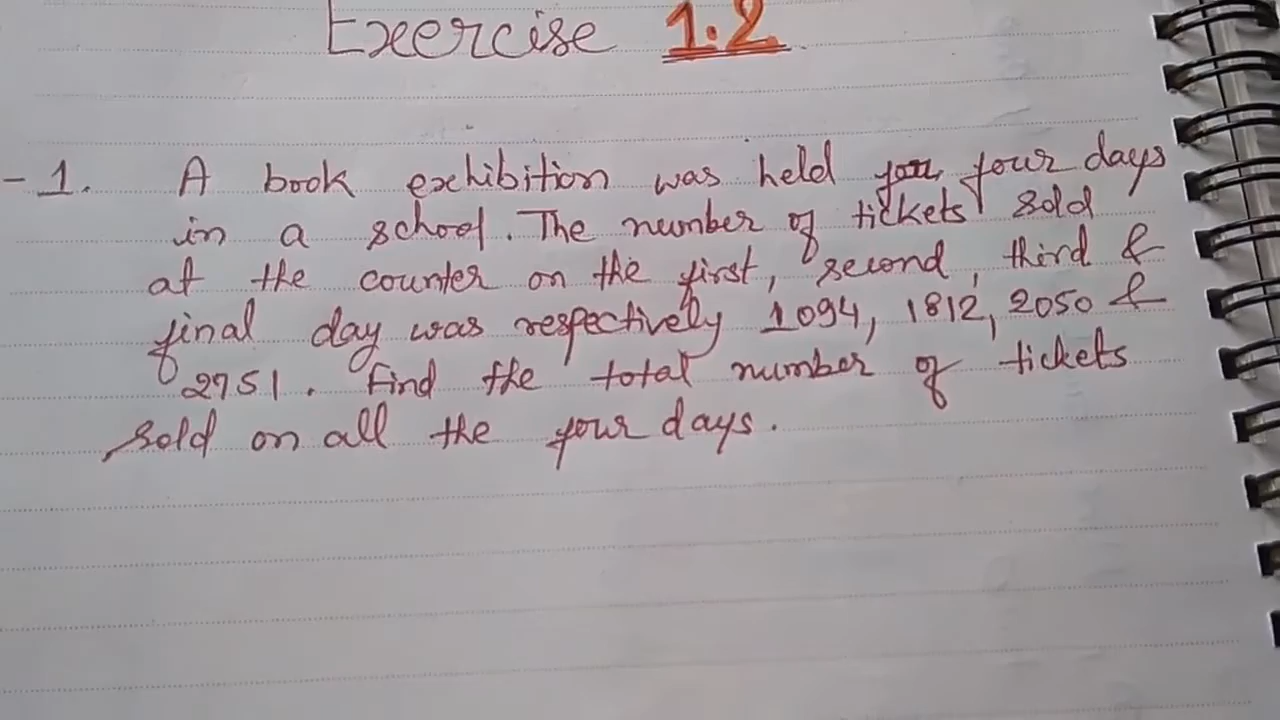 Exercise 1.2
- 1. A book exhibition was held for four days
in a school. The number of tickets sold
at the counter on the first, second, third &
final day was respectively 1094, 1812, 2050 &
2751. Find the total number of tickets
sold on all the four days.